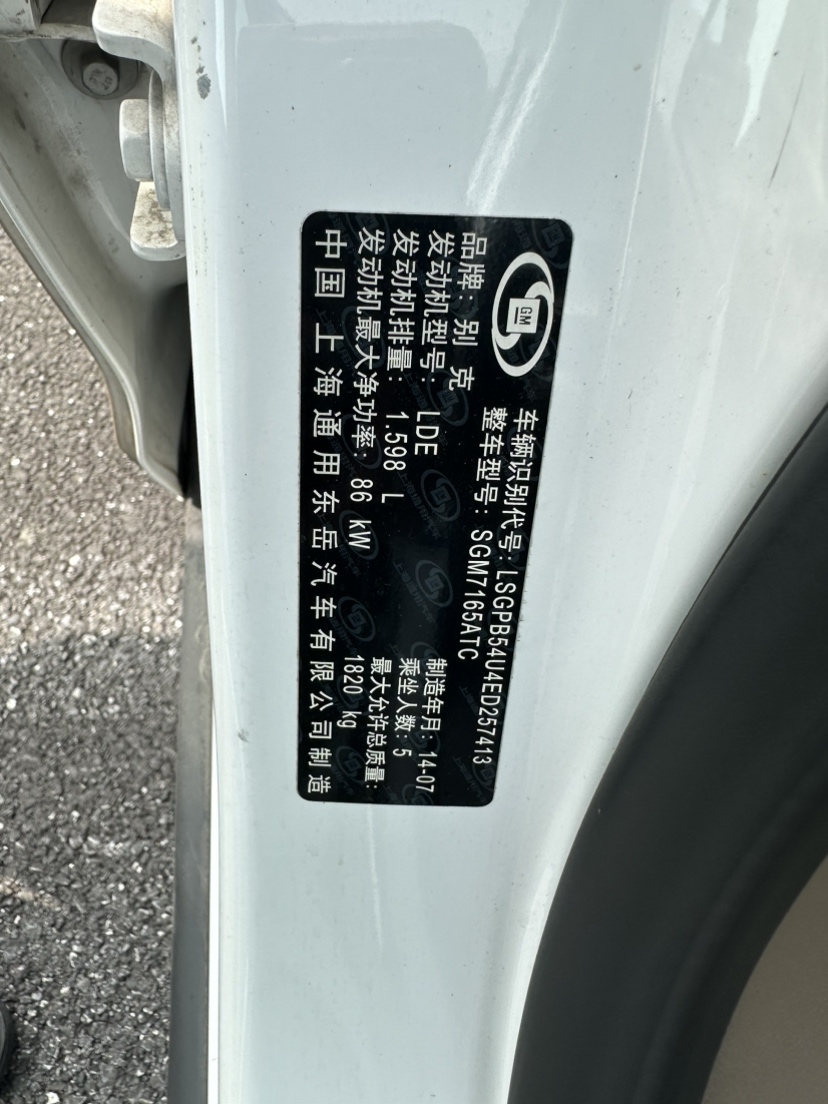 GM
车辆识别代号:LSGPB54U4ED257413
整车型号:SGM7165ATC
品牌:别 克
发动机型号:LDE
发动机排量:1.598 L
发动机最大净功率:86 kW
制造年月:14-07
乘坐人数:5
最大允许总质量:
1820 kg
中国 上海通用东岳汽车有限公司制造